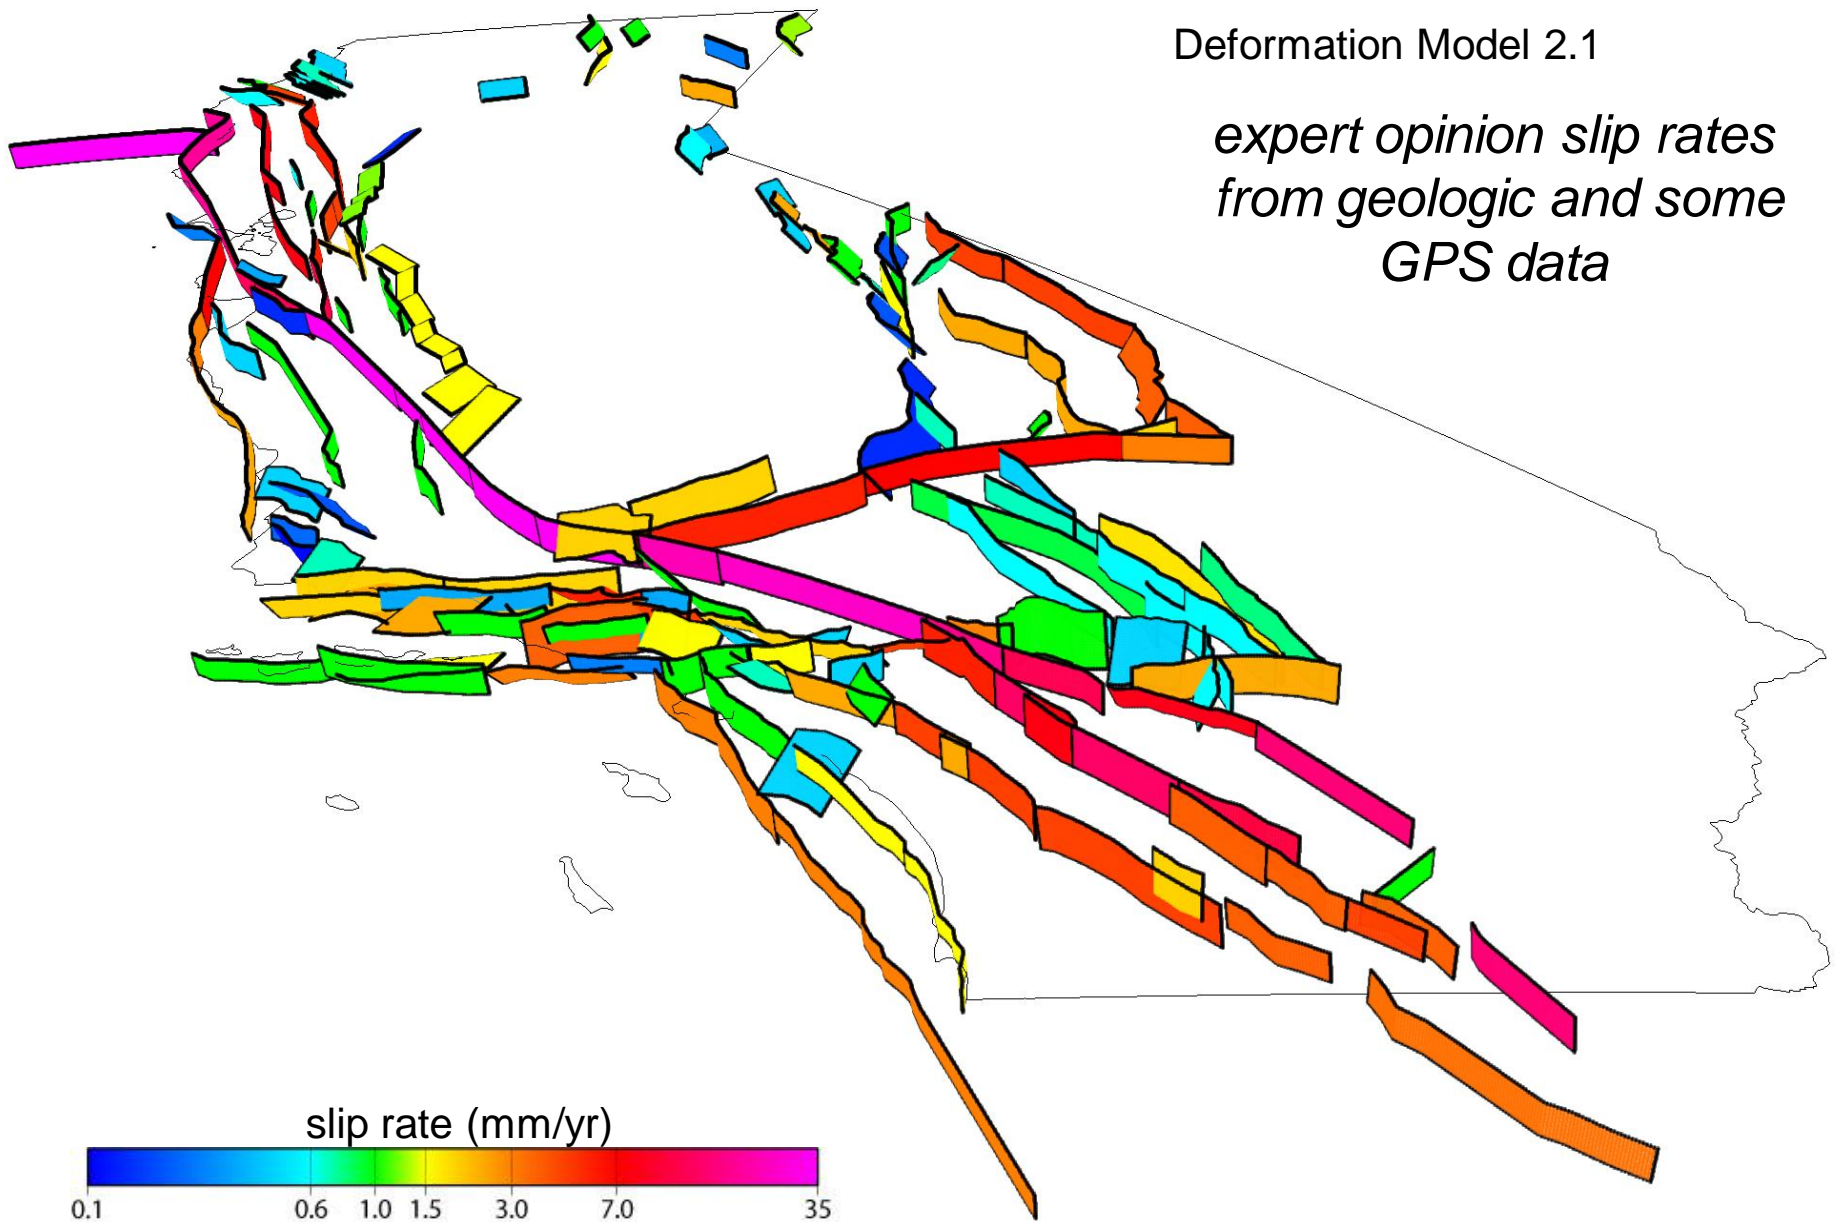 Deformation Model 2.1
expert opinion slip rates
from geologic and some
GPS data
slip rate (mm/yr)
0.1 0.6 1.0 1.5 3.0 7.0 35